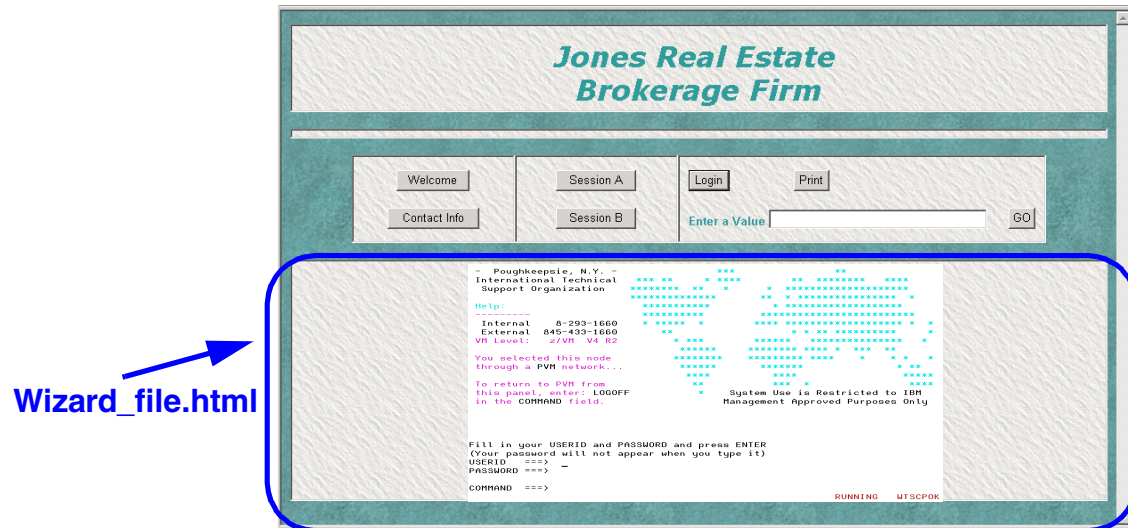 Jones Real Estate
Brokerage Firm
Welcome
Session A
Login
Print
Contact Info
Session B
Enter a Value
GO
- Poughkeepsie, N.Y. -
International Technical
Support Organization
Help:
---------
Internal 8-293-1660
External 845-433-1660
VM Level: z/VM V4 R2
You selected this node
through a PVM network...
To return to PVM from
this panel, enter: LOGOFF
in the COMMAND field.
System Use is Restricted to IBM
Management Approved Purposes Only
Fill in your USERID and PASSWORD and press ENTER
(Your password will not appear when you type it)
USERID ===> _
PASSWORD ===>
COMMAND ===>
RUNNING WTSCPOK
Wizard_file.html